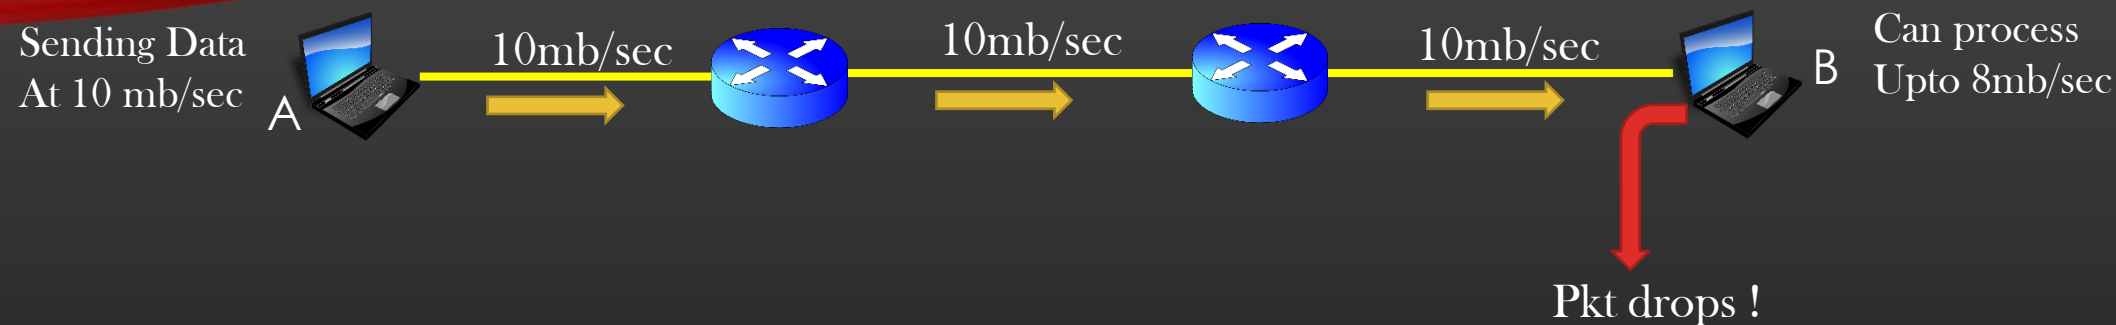 Sending Data
At 10 mb/sec
A
10mb/sec
10mb/sec
10mb/sec
B
Can process
Upto 8mb/sec
Pkt drops !